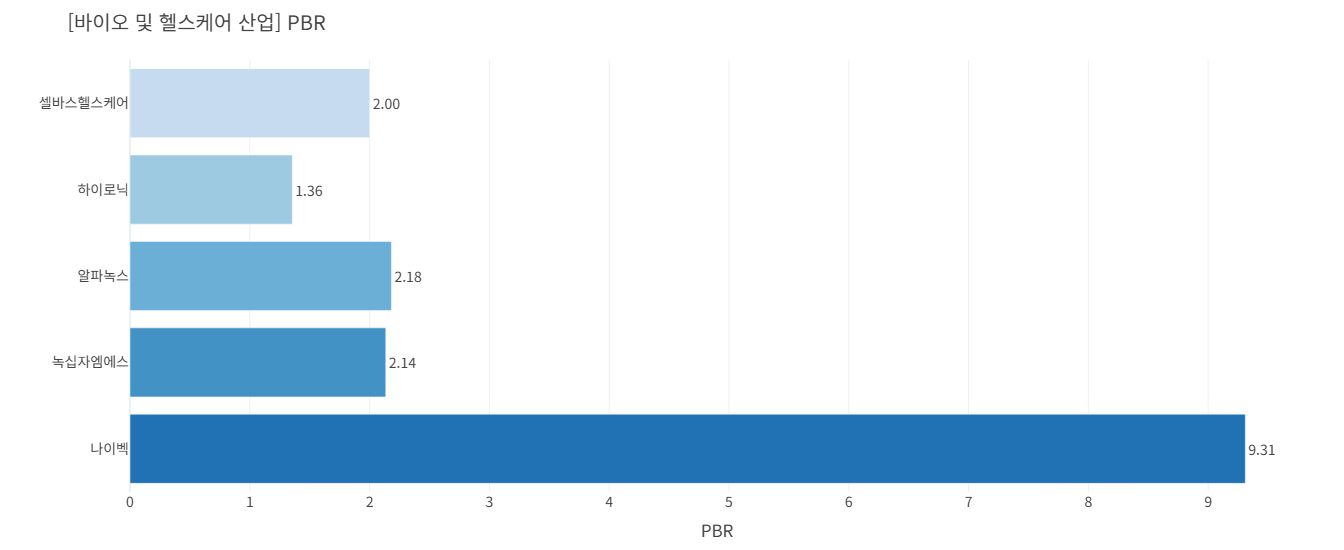 [바이오 및 헬스케어 산업] PBR
셀바스헬스케어 2.00
하이로닉 1.36
알파녹스 2.18
녹십자엠에스 2.14
나이벡 9.31
0 1 2 3 4 5 6 7 8 9
PBR